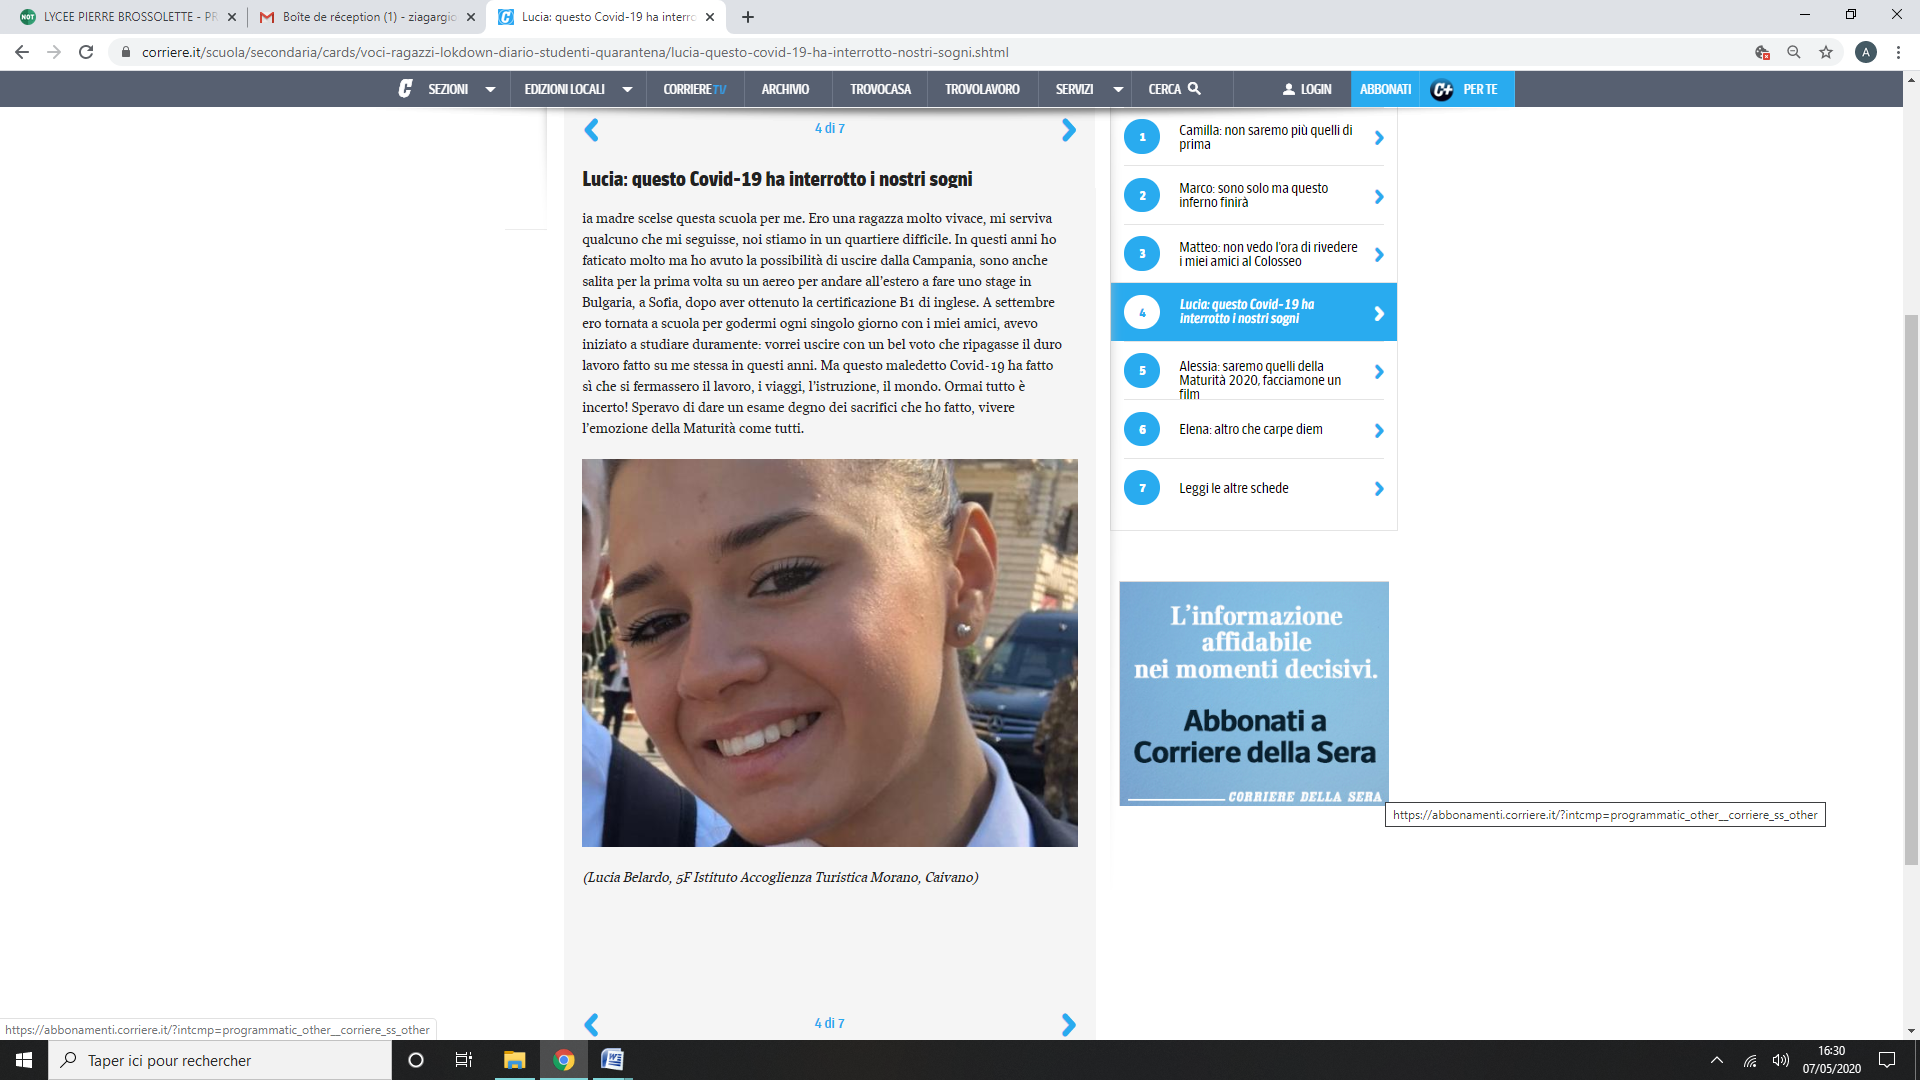 LYCEE PIERRE BROSSOLETTE - PR
Boîte de réception (1) - ziagargio
Lucia: questo Covid-19 ha interro
corriere.it/scuola/secondaria/cards/voci-ragazzi-lokdown-diario-studenti-quarantena/lucia-questo-covid-19-ha-interrotto-nostri-sogni.shtml
A
SEZIONI EDIZIONI LOCALI CORRIERETV ARCHIVIO TROVOCASA TROVOLAVORO SERVIZI CERCA LOGIN ABBONATI C+ PER TE
4 di 7
Lucia: questo Covid-19 ha interrotto i nostri sogni
ia madre scelse questa scuola per me. Ero una ragazza molto vivace, mi serviva
qualcuno che mi seguisse, noi stiamo in un quartiere difficile. In questi anni ho
faticato molto ma ho avuto la possibilità di uscire dalla Campania, sono anche
salita per la prima volta su un aereo per andare all'estero a fare uno stage in
Bulgaria, a Sofia, dopo aver ottenuto la certificazione B1 di inglese. A settembre
ero tornata a scuola per godermi ogni singolo giorno con i miei amici, avevo
iniziato a studiare duramente: vorrei uscire con un bel voto che ripagasse il duro
lavoro fatto su me stessa in questi anni. Ma questo maledetto Covid-19 ha fatto
sì che si fermassero il lavoro, i viaggi, l'istruzione, il mondo. Ormai tutto è
incerto! Speravo di dare un esame degno dei sacrifici che ho fatto, vivere
l'emozione della Maturità come tutti.
(Lucia Belardo, 5F Istituto Accoglienza Turistica Morano, Caivano)
4 di 7
1 Camilla: non saremo più quelli di
prima
2 Marco: sono solo ma questo
inferno finirà
3 Matteo: non vedo l'ora di rivedere
i miei amici al Colosseo
4 Lucia: questo Covid-19 ha
interrotto i nostri sogni
5 Alessia: saremo quelli della
Maturità 2020, facciamone un
film
6 Elena: altro che carpe diem
7 Leggi le altre schede
L'informazione
affidabile
nei momenti decisivi.
Abbonati a
Corriere della Sera
CORRIERE DELLA SERA
https://abbonamenti.corriere.it/?intcmp=programmatic_other__corriere_ss_other
https://abbonamenti.corriere.it/?intcmp=programmatic_other__corriere_ss_other
Taper ici pour rechercher
16:30
07/05/2020